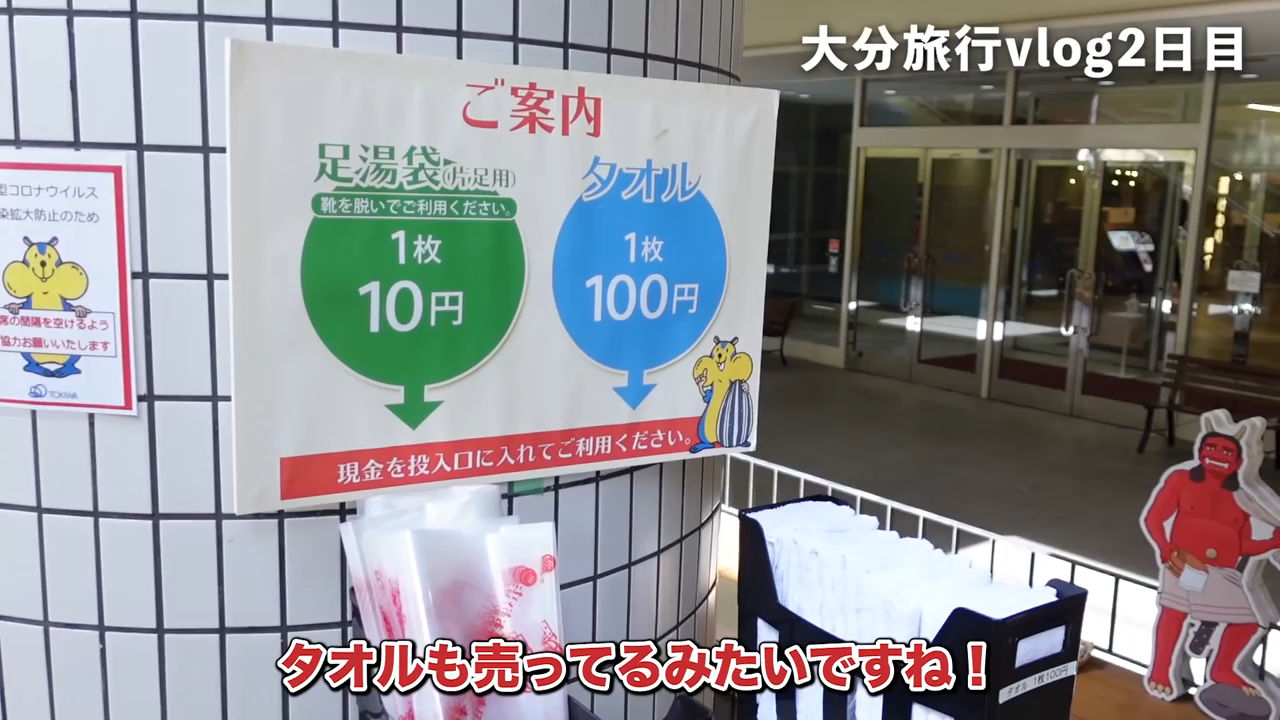 大分旅行vlog2日目
ご案内
足湯袋(片足用)
靴を脱いでご利用ください。
1枚
10円
タオル
1枚
100円
現金を投入口に入れてご利用ください。
型コロナウイルス
染拡大防止のため
席の間隔を空けるよう
協力お願いいたします
TOKIWA
タオル 1枚100円
タオルも売ってるみたいですね！